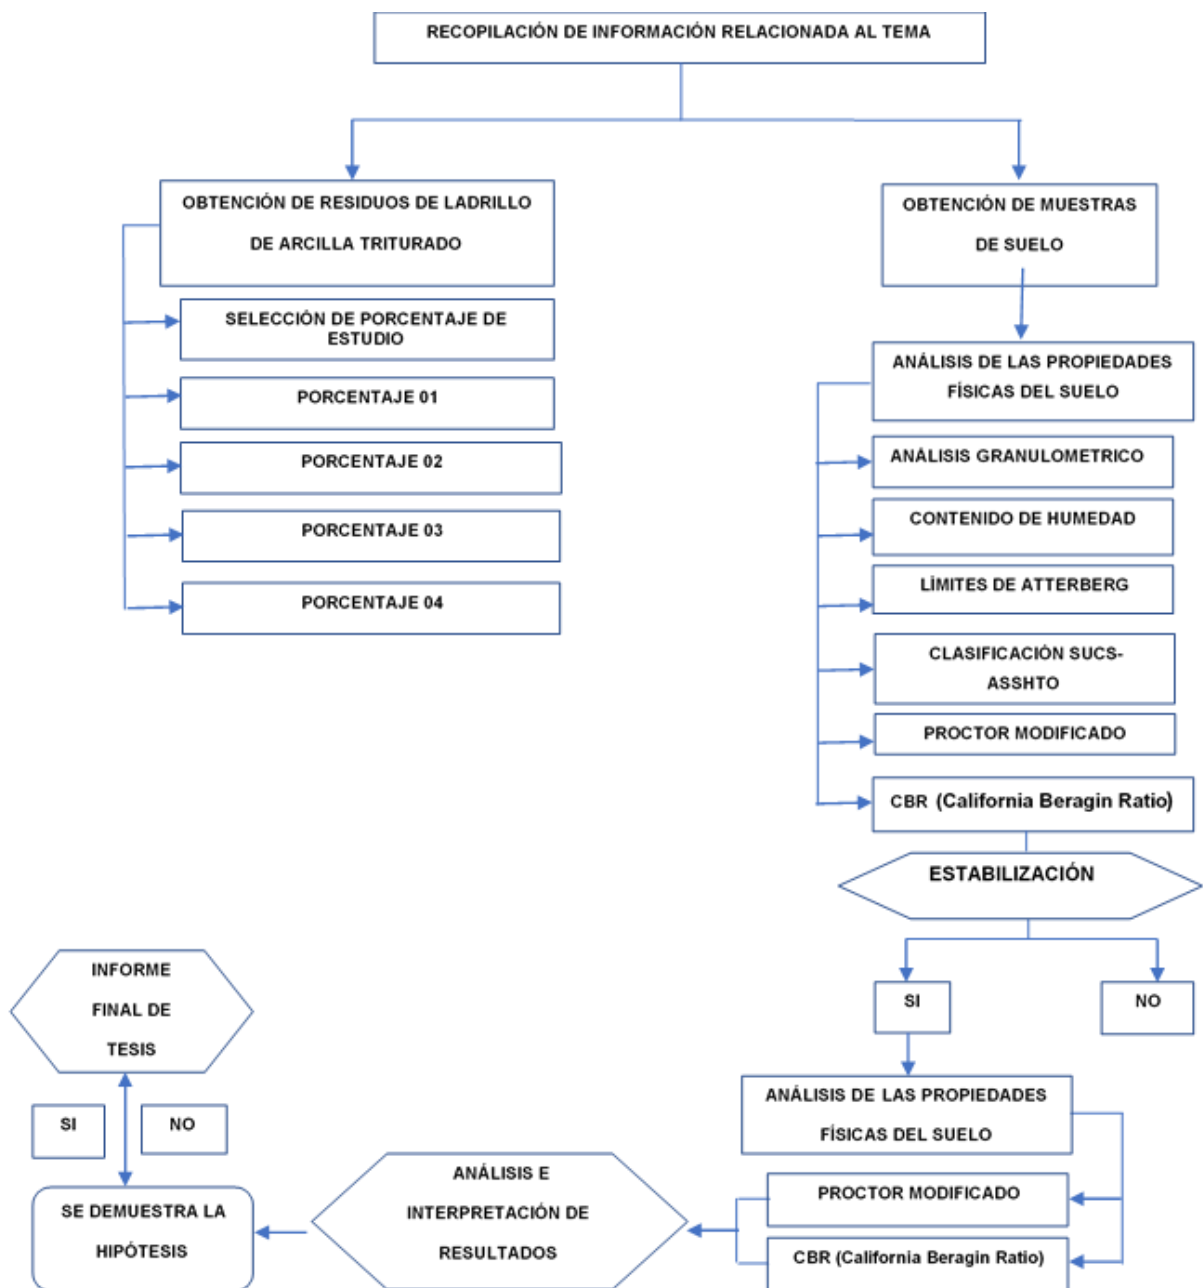 RECOPILACIÓN DE INFORMACIÓN RELACIONADA AL TEMA
OBTENCIÓN DE RESIDUOS DE LADRILLO
DE ARCILLA TRITURADO
SELECCIÓN DE PORCENTAJE DE
ESTUDIO
PORCENTAJE 01
PORCENTAJE 02
PORCENTAJE 03
PORCENTAJE 04
OBTENCIÓN DE MUESTRAS
DE SUELO
ANÁLISIS DE LAS PROPIEDADES
FÍSICAS DEL SUELO
ANÁLISIS GRANULOMETRICO
CONTENIDO DE HUMEDAD
LÍMITES DE ATTERBERG
CLASIFICACIÓN SUCS-
ASSHTO
PROCTOR MODIFICADO
CBR (California Beragin Ratio)
ESTABILIZACIÓN
SI
NO
ANÁLISIS DE LAS PROPIEDADES
FÍSICAS DEL SUELO
PROCTOR MODIFICADO
CBR (California Beragin Ratio)
ANÁLISIS E
INTERPRETACIÓN DE
RESULTADOS
SE DEMUESTRA LA
HIPÓTESIS
SI
NO
INFORME
FINAL DE
TESIS